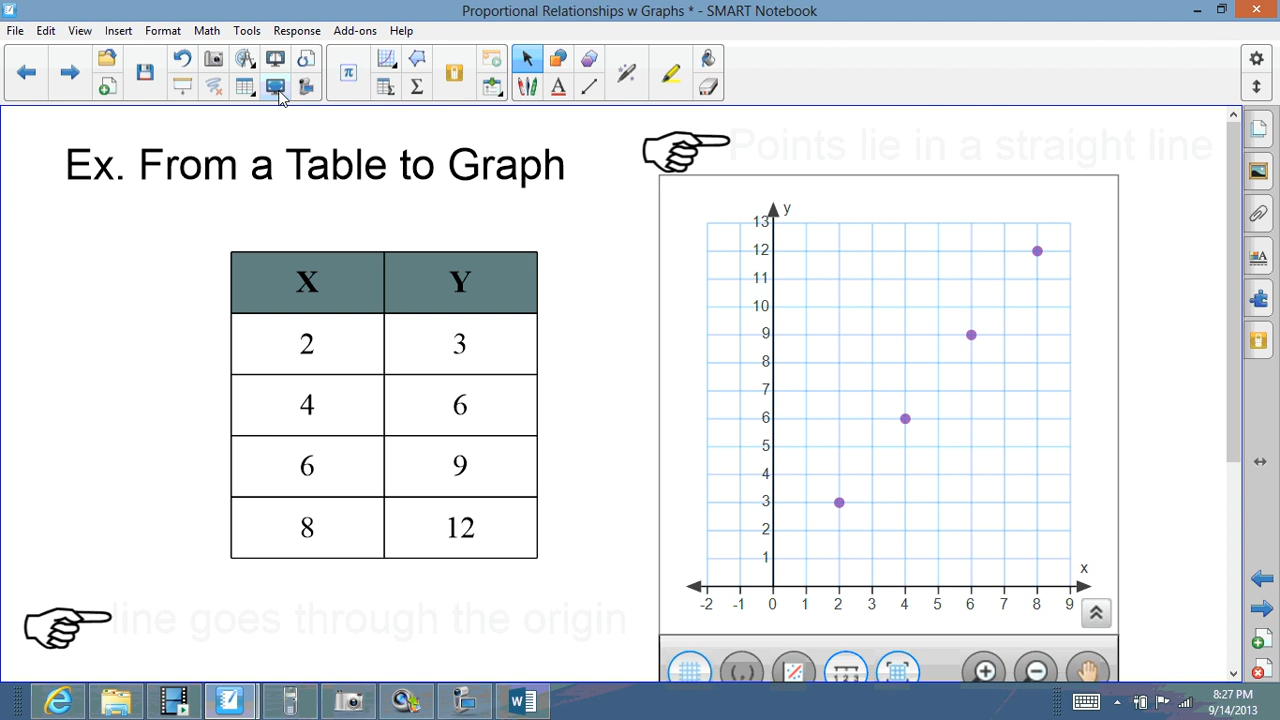 Proportional Relationships w Graphs * - SMART Notebook
File Edit View Insert Format Math Tools Response Add-ons Help
π
Σ
A
Points lie in a straight line
Ex. From a Table to Graph
X Y
2 3
4 6
6 9
8 12
line goes through the origin
y
13
12
11
10
9
8
7
6
5
4
3
2
1
x
-2 -1 0 1 2 3 4 5 6 7 8 9
( )
1 2 3
8:27 PM
9/14/2013